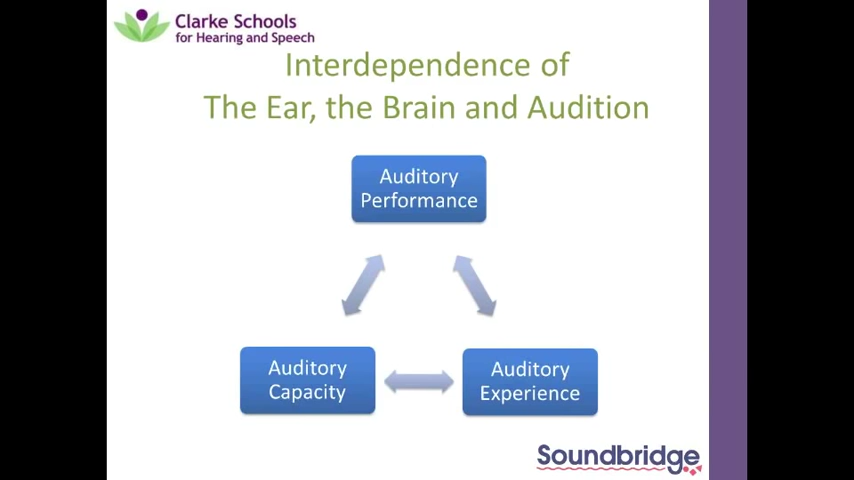 Clarke Schools
for Hearing and Speech
Interdependence of
The Ear, the Brain and Audition
Auditory
Performance
Auditory
Capacity
Auditory
Experience
Soundbridge